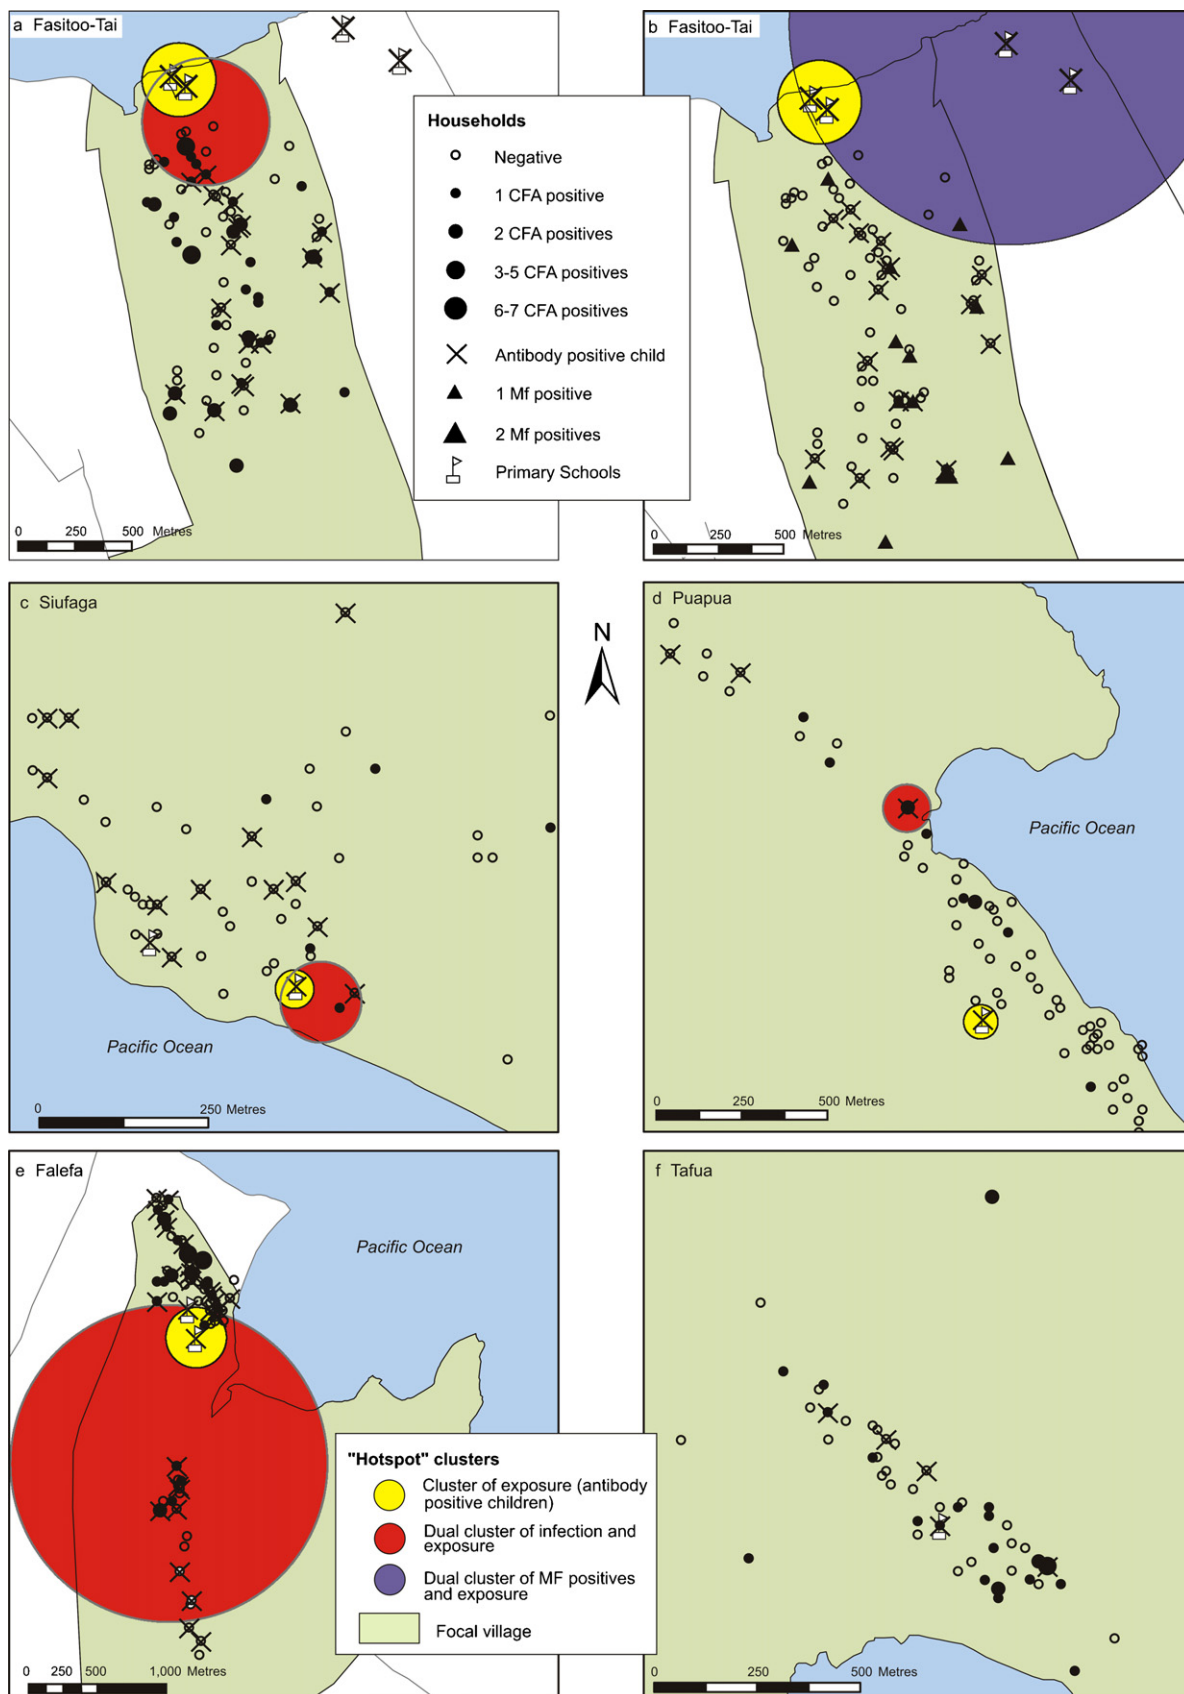 a Fasitoo-Tai
b Fasitoo-Tai
Households
Negative
1 CFA positive
2 CFA positives
3-5 CFA positives
6-7 CFA positives
Antibody positive child
1 Mf positive
2 Mf positives
Primary Schools
0 250 500 Metres
0 250 500 Metres
c Siufaga
N
d Puapua
Pacific Ocean
Pacific Ocean
0 250 Metres
0 250 500 Metres
e Falefa
Pacific Ocean
f Tafua
"Hotspot" clusters
Cluster of exposure (antibody
positive children)
Dual cluster of infection and
exposure
Dual cluster of MF positives
and exposure
Focal village
0 250 500 1,000 Metres
0 250 500 Metres